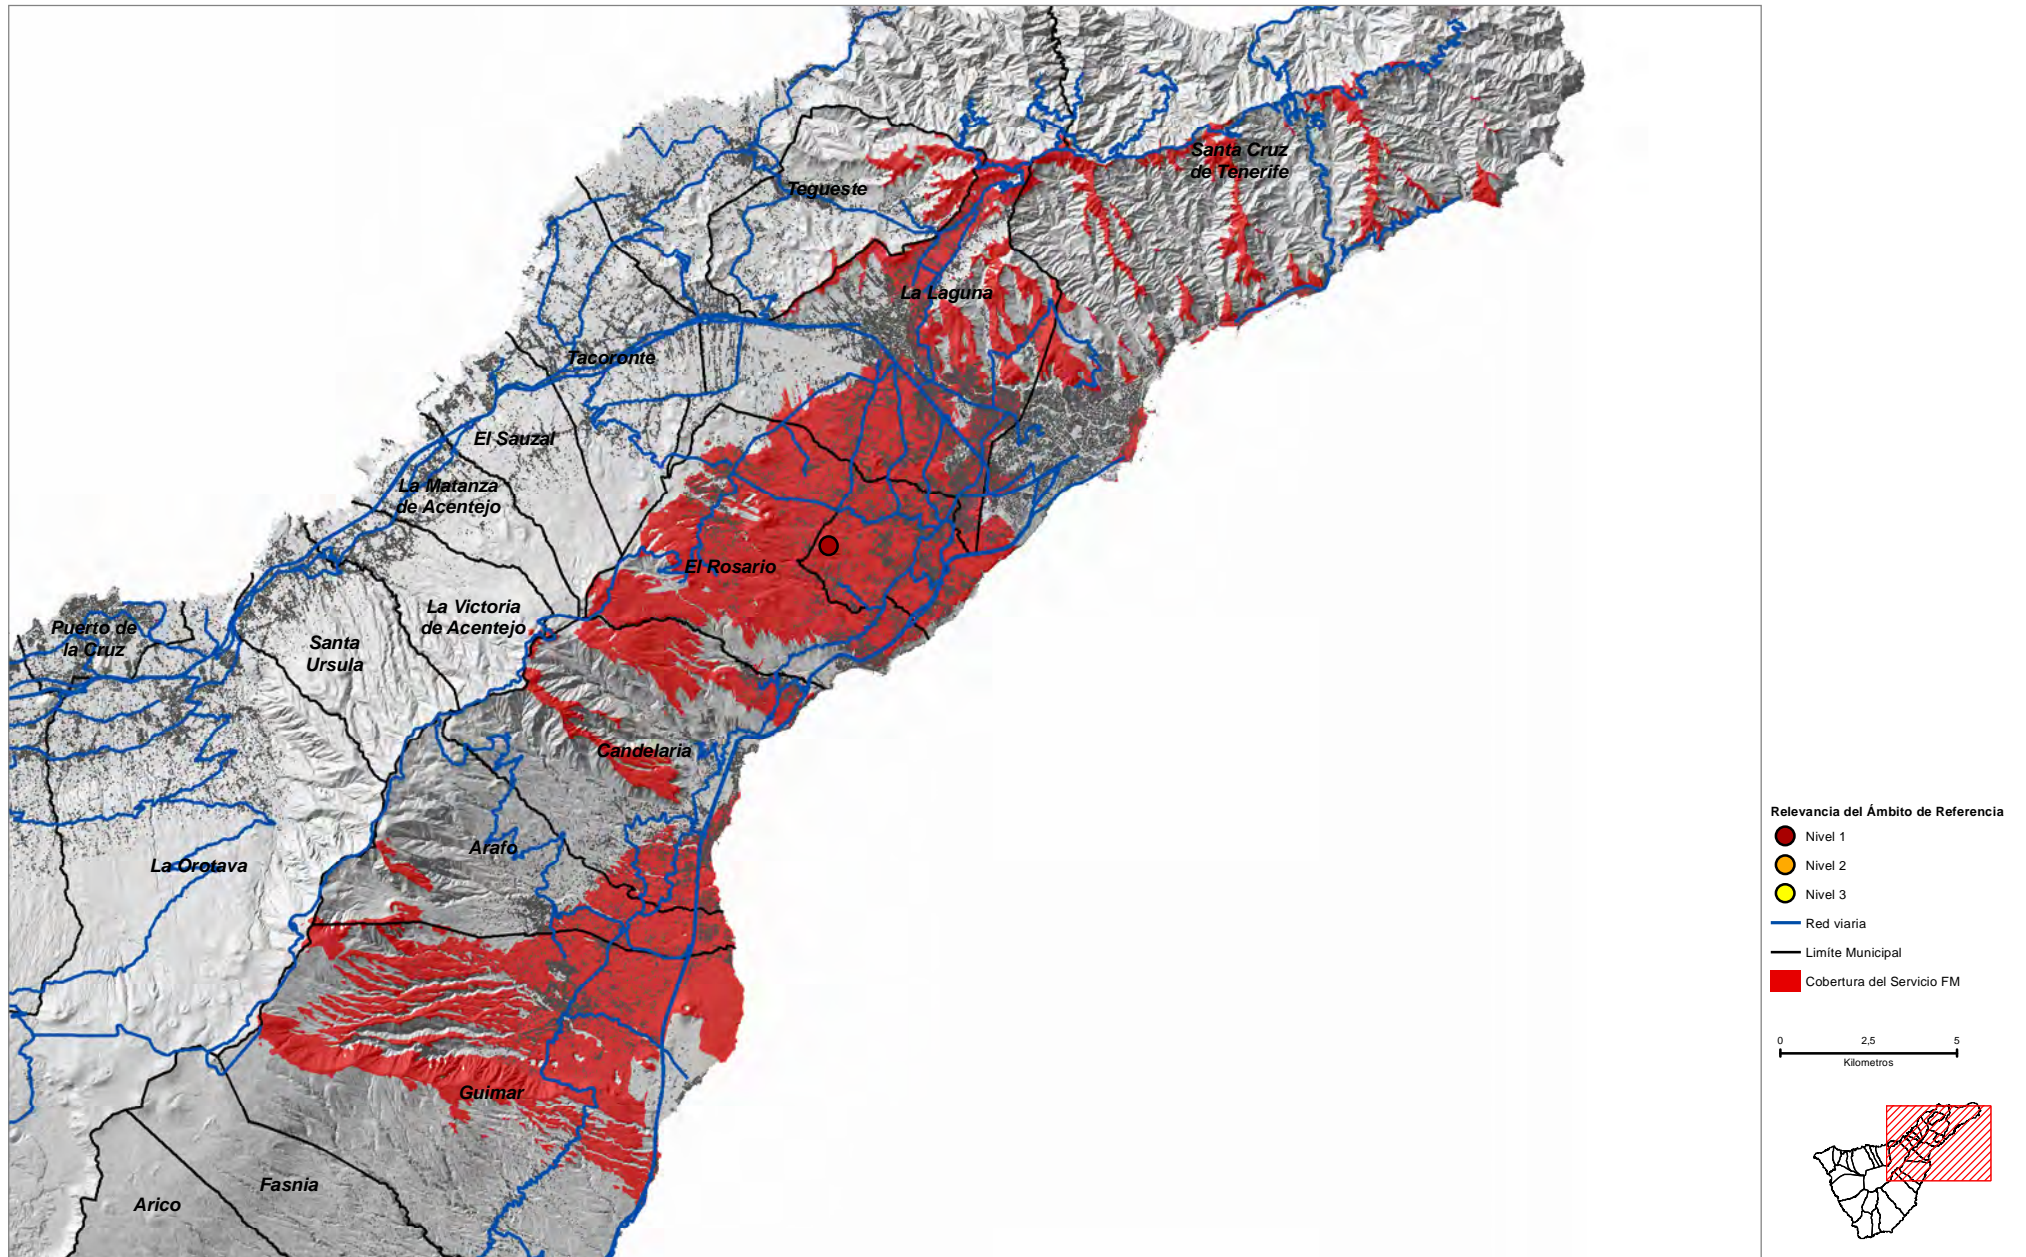 Santa Cruz
de Tenerife
Tegueste
La Laguna
Tacoronte
El Sauzal
La Matanza
de Acentejo
El Rosario
La Victoria
de Acentejo
Puerto de
la Cruz
Santa
Ursula
Candelaria
Arafo
La Orotava
Guimar
Fasnia
Arico
Relevancia del Ámbito de Referencia
Nivel 1
Nivel 2
Nivel 3
Red viaria
Limíte Municipal
Cobertura del Servicio FM
0 2,5 5
Kilometros